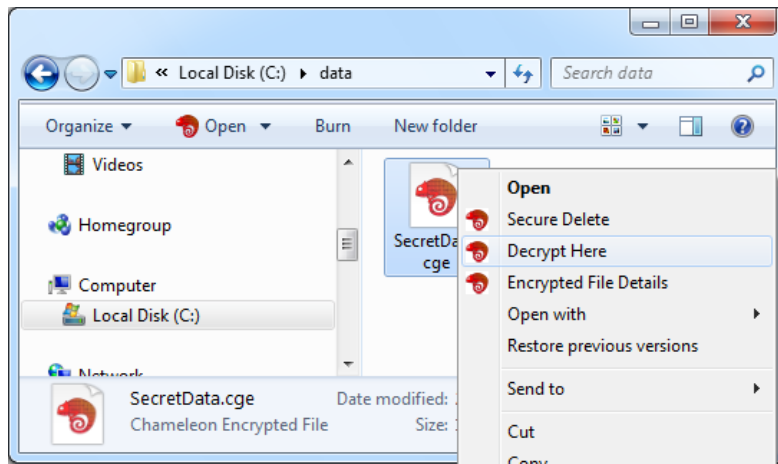 « Local Disk (C:) ▸ data
Search data
Organize
Open
Burn
New folder
Videos
Homegroup
Computer
Local Disk (C:)
Network
cge
Open
Secure Delete
Decrypt Here
Encrypted File Details
Open with
Restore previous versions
Send to
Cut
Copy
SecretData.cge
Date modified:
Chameleon Encrypted File
Size: